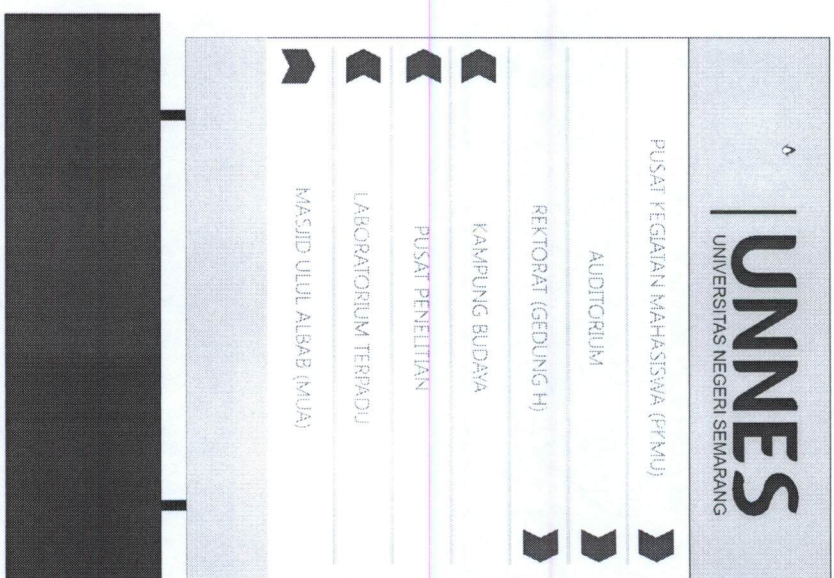 UNNES
UNIVERSITAS NEGERI SEMARANG
PUSAT KEGIATAN MAHASISWA (PKMU)
AUDITORIUM
REKTORAT (GEDUNG H)
KAMPUNG BUDAYA
PUSAT PENELITIAN
LABORATORIUM TERPADU
MASJID ULUL ALBAB (MUA)